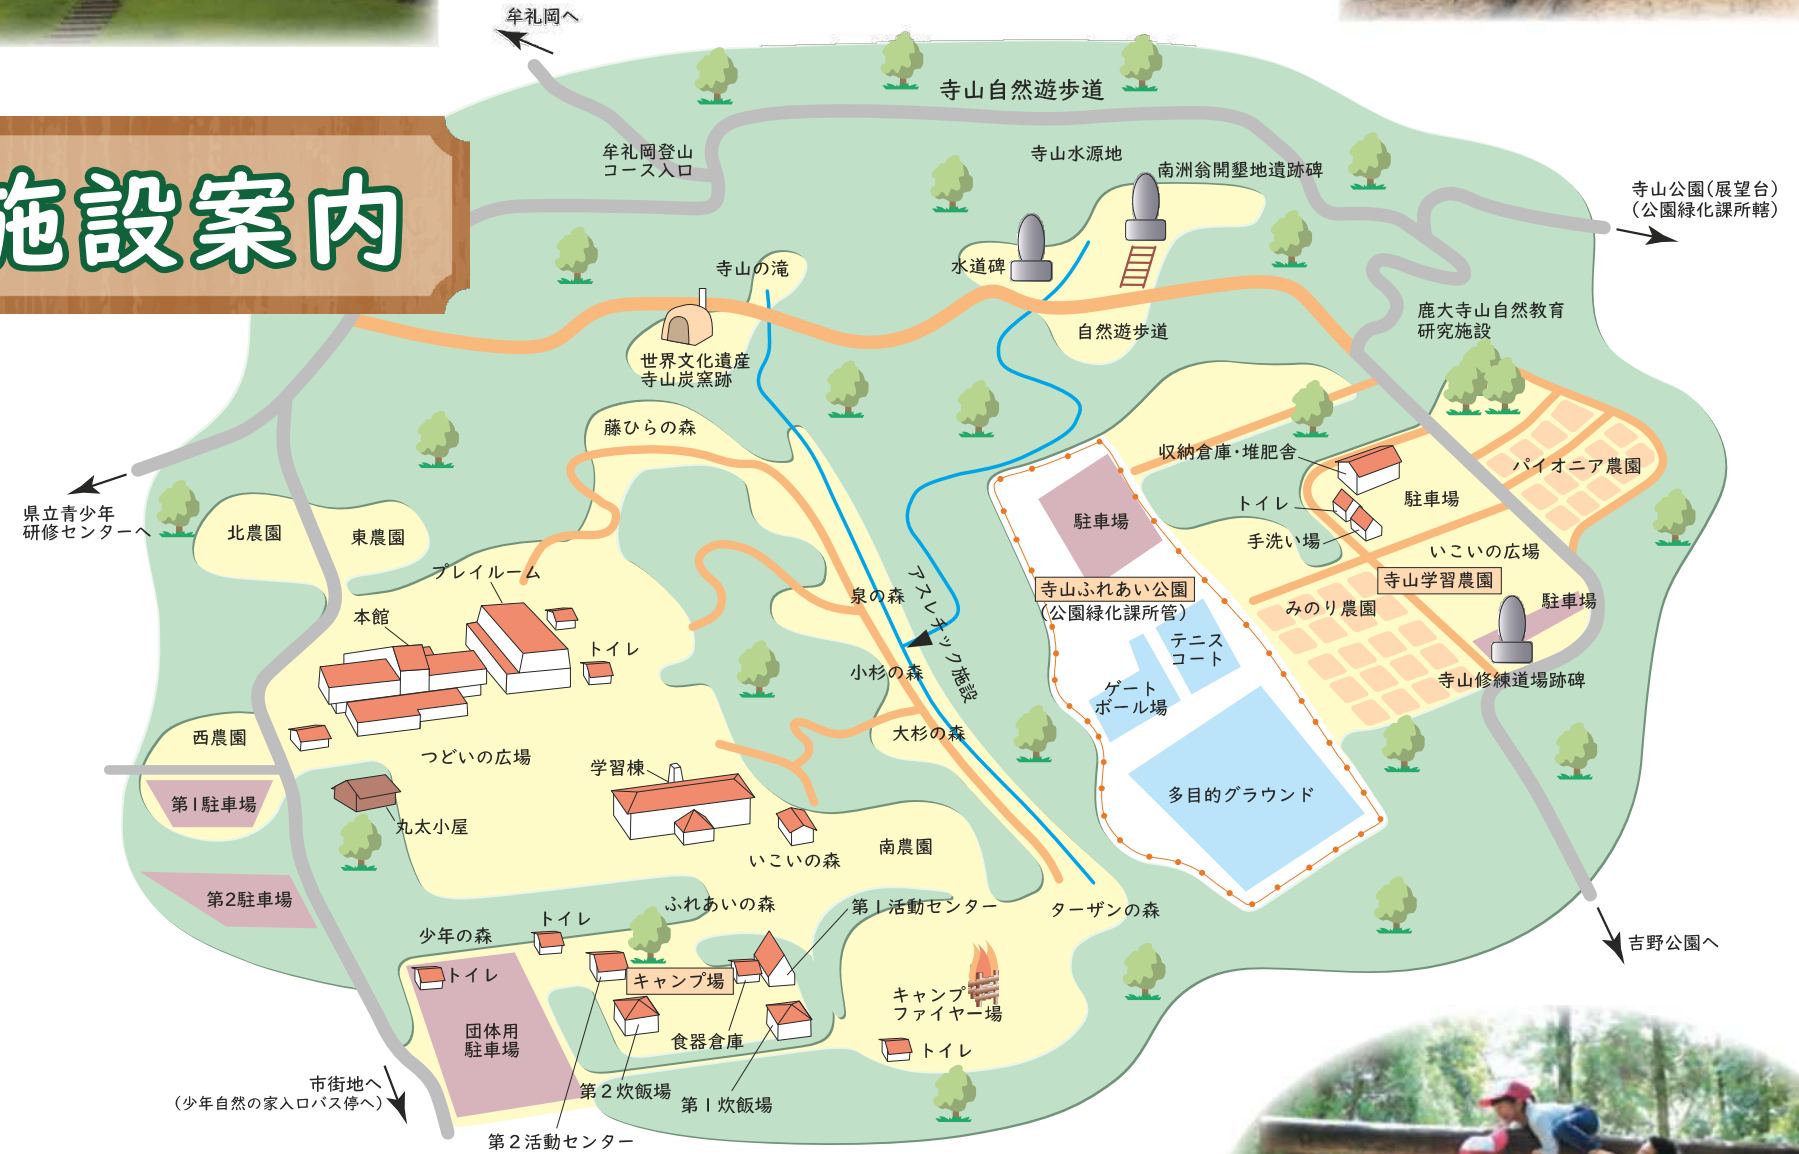 牟礼岡へ
寺山自然遊歩道
施設案内
牟礼岡登山
コース入口
寺山水源地
南洲翁開墾地遺跡碑
寺山公園(展望台)
(公園緑化課所轄)
寺山の滝
水道碑
自然遊歩道
鹿大寺山自然教育
研究施設
世界文化遺産
寺山炭窯跡
藤ひらの森
収納倉庫・堆肥舎
パイオニア農園
県立青少年
研修センターへ
北農園
東農園
駐車場
トイレ
駐車場
手洗い場
いこいの広場
プレイルーム
本館
トイレ
泉の森
アスレチック施設
寺山ふれあい公園
(公園緑化課所管)
寺山学習農園
みのり農園
駐車場
テニス
コート
小杉の森
ゲート
ボール場
寺山修練道場跡碑
西農園
つどいの広場
学習棟
大杉の森
第1駐車場
丸太小屋
多目的グラウンド
いこいの森
南農園
第2駐車場
ふれあいの森
第1活動センター
ターザンの森
トイレ
少年の森
トイレ
キャンプ場
吉野公園へ
キャンプ
ファイヤー場
団体用
駐車場
食器倉庫
トイレ
市街地へ
(少年自然の家入口バス停へ)
第2炊飯場
第1炊飯場
第2活動センター